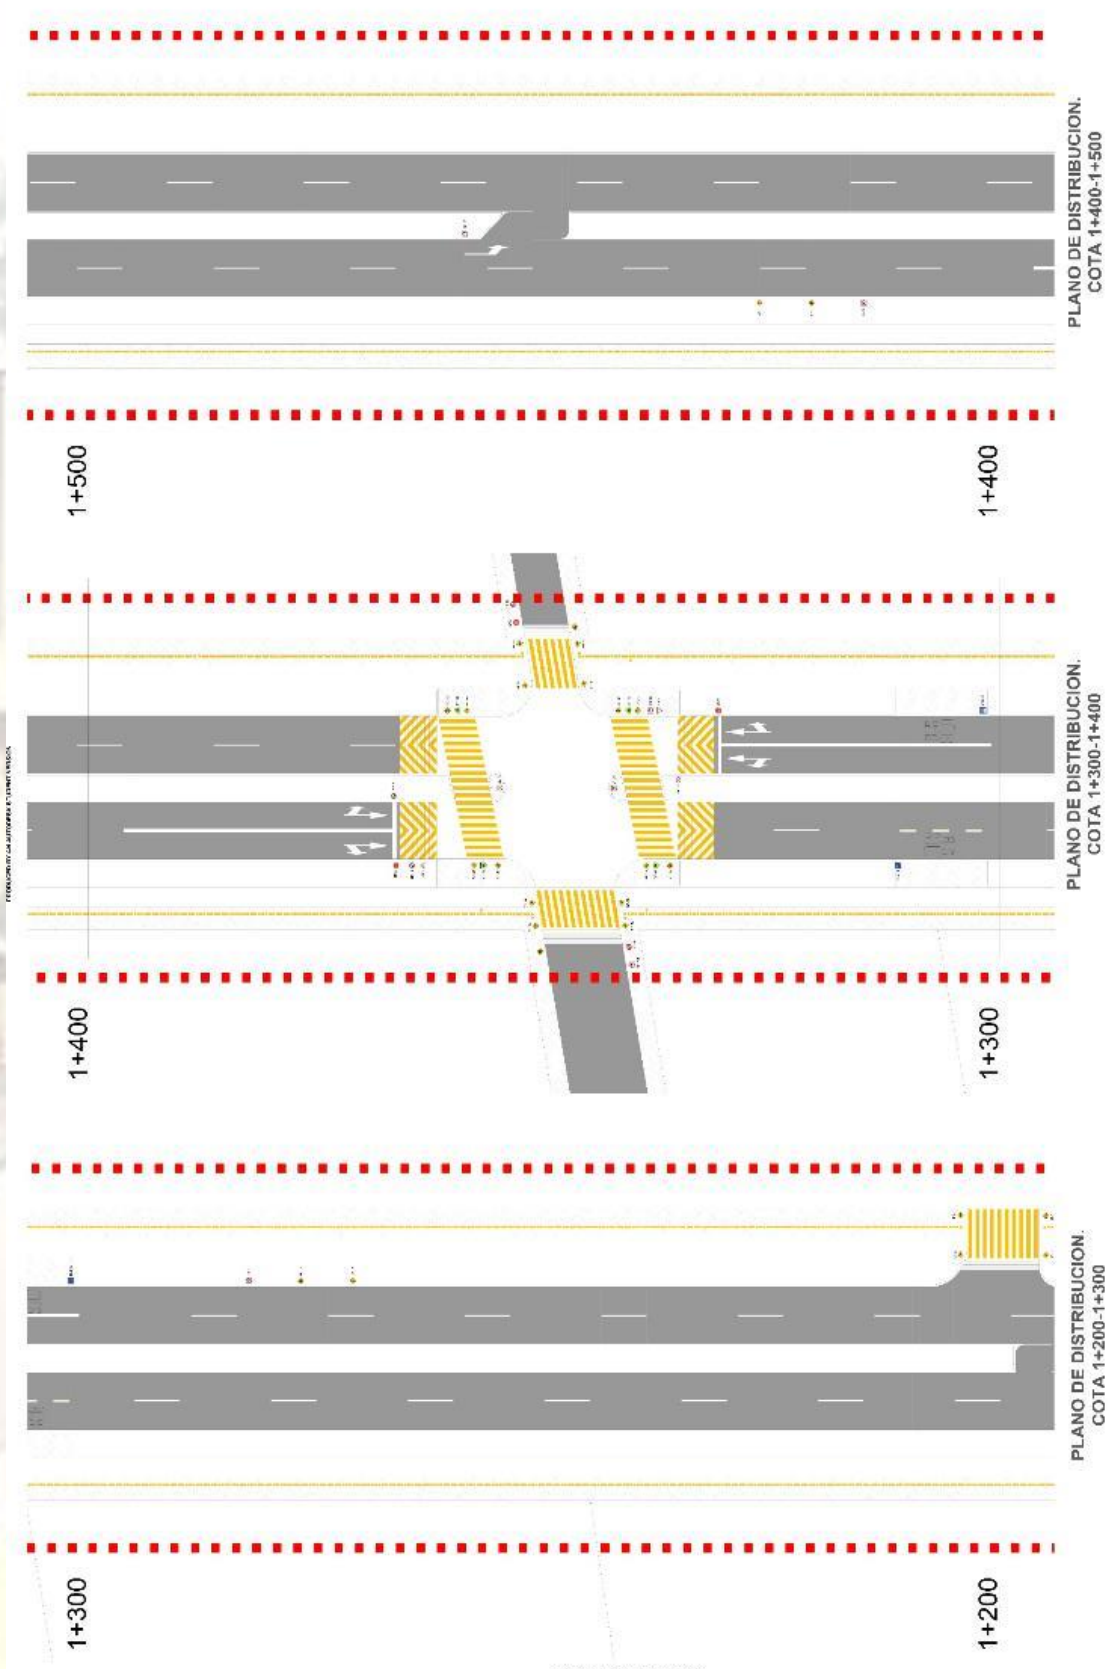 1+500
1+400
PLANO DE DISTRIBUCION.
COTA 1+400-1+500
1+400
1+300
PLANO DE DISTRIBUCION.
COTA 1+300-1+400
1+300
1+200
PLANO DE DISTRIBUCION.
COTA 1+200-1+300